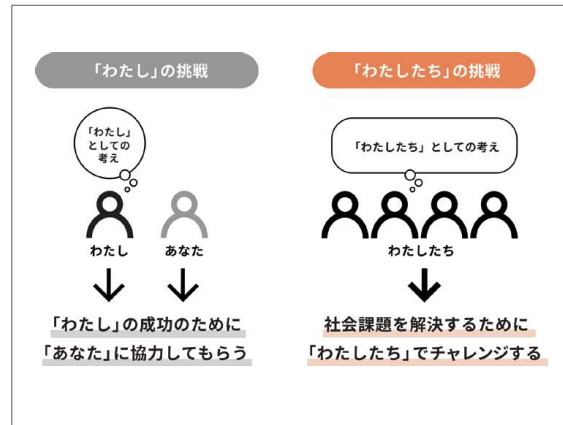 「わたし」の挑戦
「わたし」
としての
考え
わたし
あなた
「わたし」の成功のために
「あなた」に協力してもらう
「わたしたち」の挑戦
「わたしたち」としての考え
わたしたち
社会課題を解決するために
「わたしたち」でチャレンジする